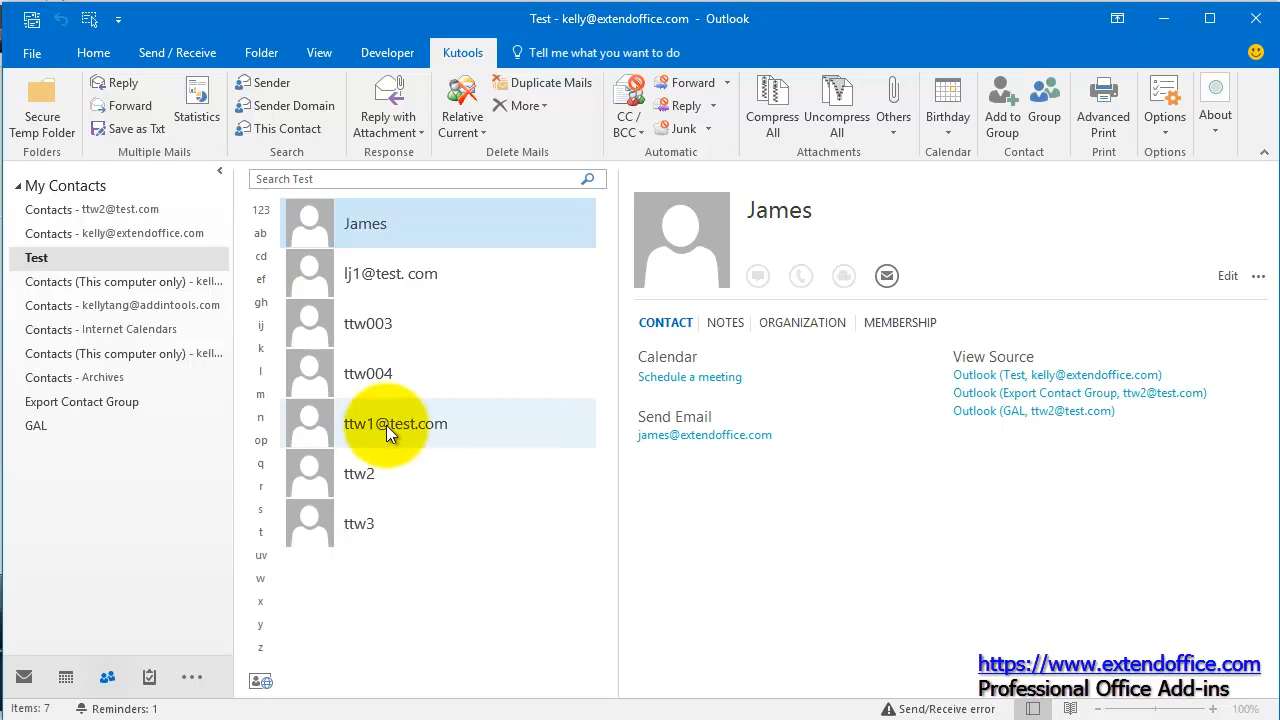 Test - kelly@extendoffice.com - Outlook
File Home Send / Receive Folder View Developer Kutools Tell me what you want to do
Secure Temp Folder
Folders
Reply
Forward
Save as Txt
Statistics
Multiple Mails
Sender
Sender Domain
This Contact
Search
Reply with Attachment
Response
Relative Current
Duplicate Mails
More
Delete Mails
CC / BCC
Forward
Reply
Junk
Automatic
Compress All
Uncompress All
Others
Attachments
Birthday
Calendar
Add to Group
Group
Contact
Advanced Print
Print
Options
Options
About
My Contacts
Contacts - ttw2@test.com
Contacts - kelly@extendoffice.com
Test
Contacts (This computer only) - kell...
Contacts - kellytang@addintools.com
Contacts - Internet Calendars
Contacts (This computer only) - kell...
Contacts - Archives
Export Contact Group
GAL
Search Test
123
ab
cd
ef
gh
ij
k
l
m
n
op
q
r
s
t
uv
w
x
y
z
James
lj1@test. com
ttw003
ttw004
ttw1@test.com
ttw2
ttw3
James
Edit
CONTACT NOTES ORGANIZATION MEMBERSHIP
Calendar
Schedule a meeting
Send Email
james@extendoffice.com
View Source
Outlook (Test, kelly@extendoffice.com)
Outlook (Export Contact Group, ttw2@test.com)
Outlook (GAL, ttw2@test.com)
https://www.extendoffice.com
Professional Office Add-ins
Items: 7 Reminders: 1 Send/Receive error 100%